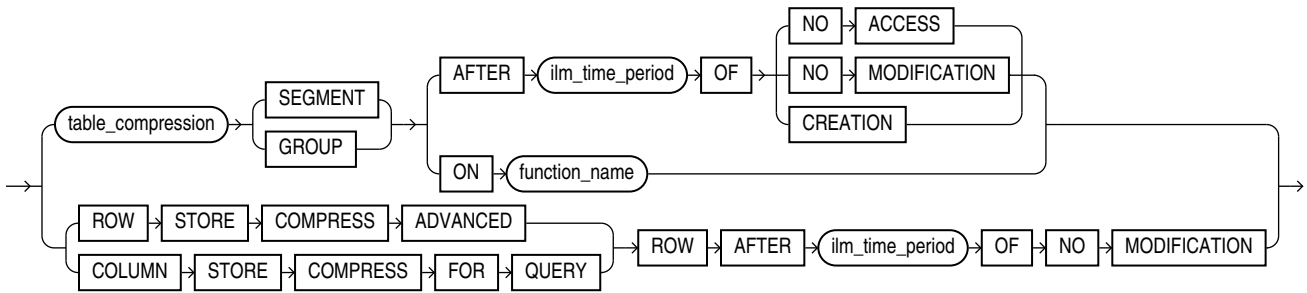 NO ACCESS
AFTER ilm_time_period OF NO MODIFICATION
SEGMENT
table_compression
CREATION
GROUP
ON function_name
ROW STORE COMPRESS ADVANCED
ROW AFTER ilm_time_period OF NO MODIFICATION
COLUMN STORE COMPRESS FOR QUERY